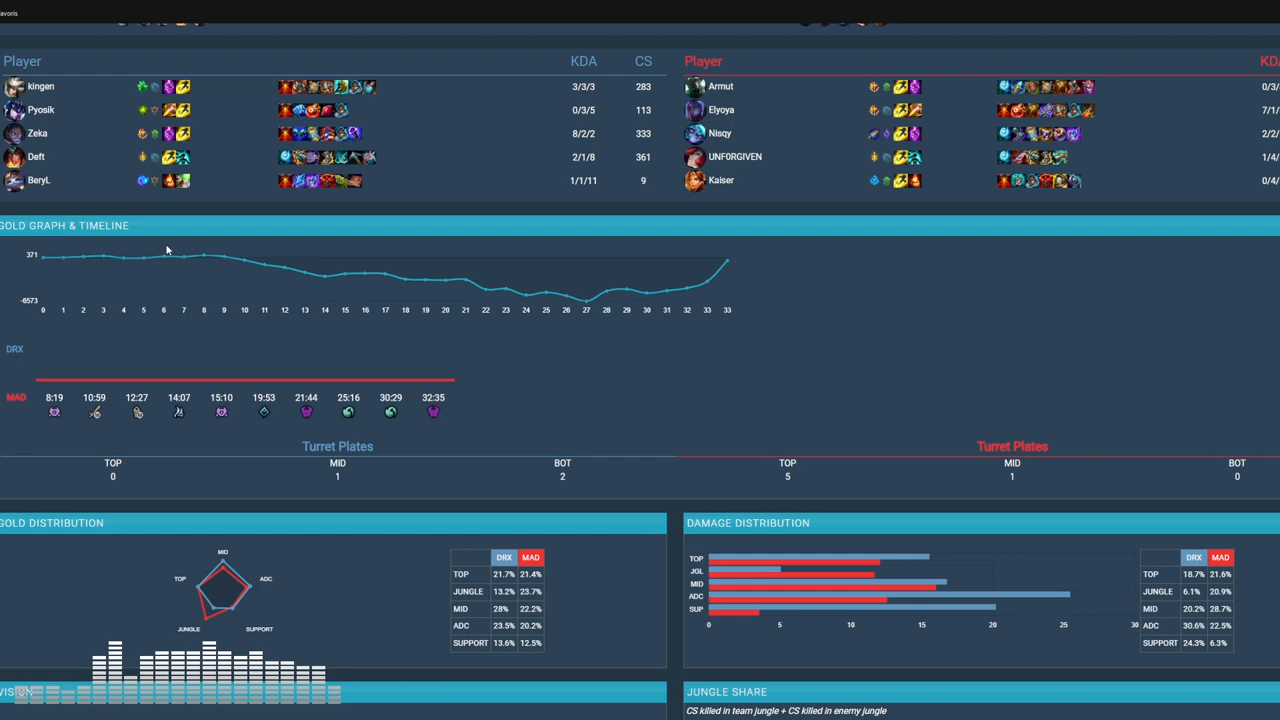 avoris
Player KDA CS Player KD
kingen 3/3/3 283 Armut 0/3/
Pyosik 0/3/5 113 Elyoya 7/1/
Zeka 8/2/2 333 Nisqy 2/2/
Deft 2/1/8 361 UNF0RGIVEN 1/4/
BeryL 1/1/11 9 Kaiser 0/4/
GOLD GRAPH & TIMELINE
371
-6573
0 1 2 3 4 5 6 7 8 9 10 11 12 13 14 15 16 17 18 19 20 21 22 23 24 25 26 27 28 29 30 31 32 33 33
DRX
MAD 8:19 10:59 12:27 14:07 15:10 19:53 21:44 25:16 30:29 32:35
Turret Plates Turret Plates
TOP MID BOT TOP MID BOT
0 1 2 5 1 0
GOLD DISTRIBUTION DAMAGE DISTRIBUTION
MID
TOP ADC
JUNGLE SUPPORT
DRX MAD
TOP 21.7% 21.4%
JUNGLE 13.2% 23.7%
MID 28% 22.2%
ADC 23.5% 20.2%
SUPPORT 13.6% 12.5%
TOP
JGL
MID
ADC
SUP
0 5 10 15 20 25 30
DRX MAD
TOP 18.7% 21.6%
JUNGLE 6.1% 20.9%
MID 20.2% 28.7%
ADC 30.6% 22.5%
SUPPORT 24.3% 6.3%
VISION JUNGLE SHARE
CS killed in team jungle + CS killed in enemy jungle